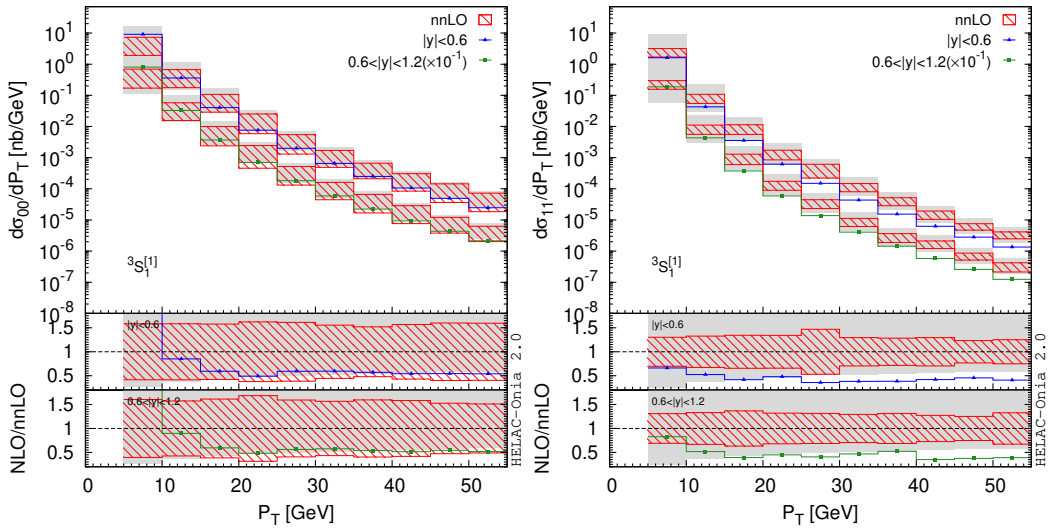 nnLO
|y|<0.6
0.6<|y|<1.2(×10⁻¹)
dσ₀₀/dP_T [nb/GeV]
10¹
10⁰
10⁻¹
10⁻²
10⁻³
10⁻⁴
10⁻⁵
10⁻⁶
10⁻⁷
10⁻⁸
³S₁^[1]
|y|<0.6
1.5
1
0.5
0.6<|y|<1.2
1.5
1
0.5
NLO/nnLO
HELAC-Onia 2.0
0 10 20 30 40 50
P_T [GeV]
nnLO
|y|<0.6
0.6<|y|<1.2(×10⁻¹)
dσ₁₁/dP_T [nb/GeV]
10¹
10⁰
10⁻¹
10⁻²
10⁻³
10⁻⁴
10⁻⁵
10⁻⁶
10⁻⁷
10⁻⁸
³S₁^[1]
|y|<0.6
1.5
1
0.5
0.6<|y|<1.2
1.5
1
0.5
NLO/nnLO
HELAC-Onia 2.0
0 10 20 30 40 50
P_T [GeV]